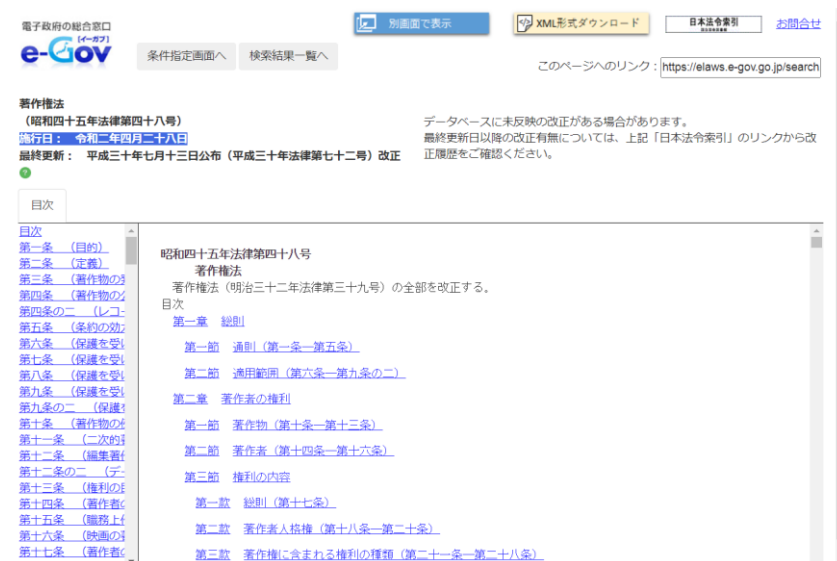 電子政府の総合窓口
(イーガブ)
e-Gov
条件指定画面へ
検索結果一覧へ
別画面で表示
XML形式ダウンロード
日本法令索引
お問合せ
このページへのリンク：
https://elaws.e-gov.go.jp/search
著作権法
（昭和四十五年法律第四十八号）
施行日： 令和二年四月二十八日
最終更新： 平成三十年七月十三日公布（平成三十年法律第七十二号）改正
?
データベースに未反映の改正がある場合があります。
最終更新日以降の改正有無については、上記「日本法令索引」のリンクから改
正履歴をご確認ください。
目次
目次
第一条 （目的）
第二条 （定義）
第三条 （著作物の
第四条 （著作物の
第四条の二 （レコー
第五条 （条約の効
第六条 （保護を受
第七条 （保護を受
第八条 （保護を受
第九条 （保護を受
第九条の二 （保護
第十条 （著作物の
第十一条 （二次的
第十二条 （編集著
第十二条の二 （デー
第十三条 （権利の
第十四条 （著作者
第十五条 （職務上
第十六条 （映画の
第十七条 （著作者
昭和四十五年法律第四十八号
著作権法
著作権法（明治三十二年法律第三十九号）の全部を改正する。
目次
第一章 総則
第一節 通則（第一条―第五条）
第二節 適用範囲（第六条―第九条の二）
第二章 著作者の権利
第一節 著作物（第十条―第十三条）
第二節 著作者（第十四条―第十六条）
第三節 権利の内容
第一款 総則（第十七条）
第二款 著作者人格権（第十八条―第二十条）
第三款 著作権に含まれる権利の種類（第二十一条―第二十八条）